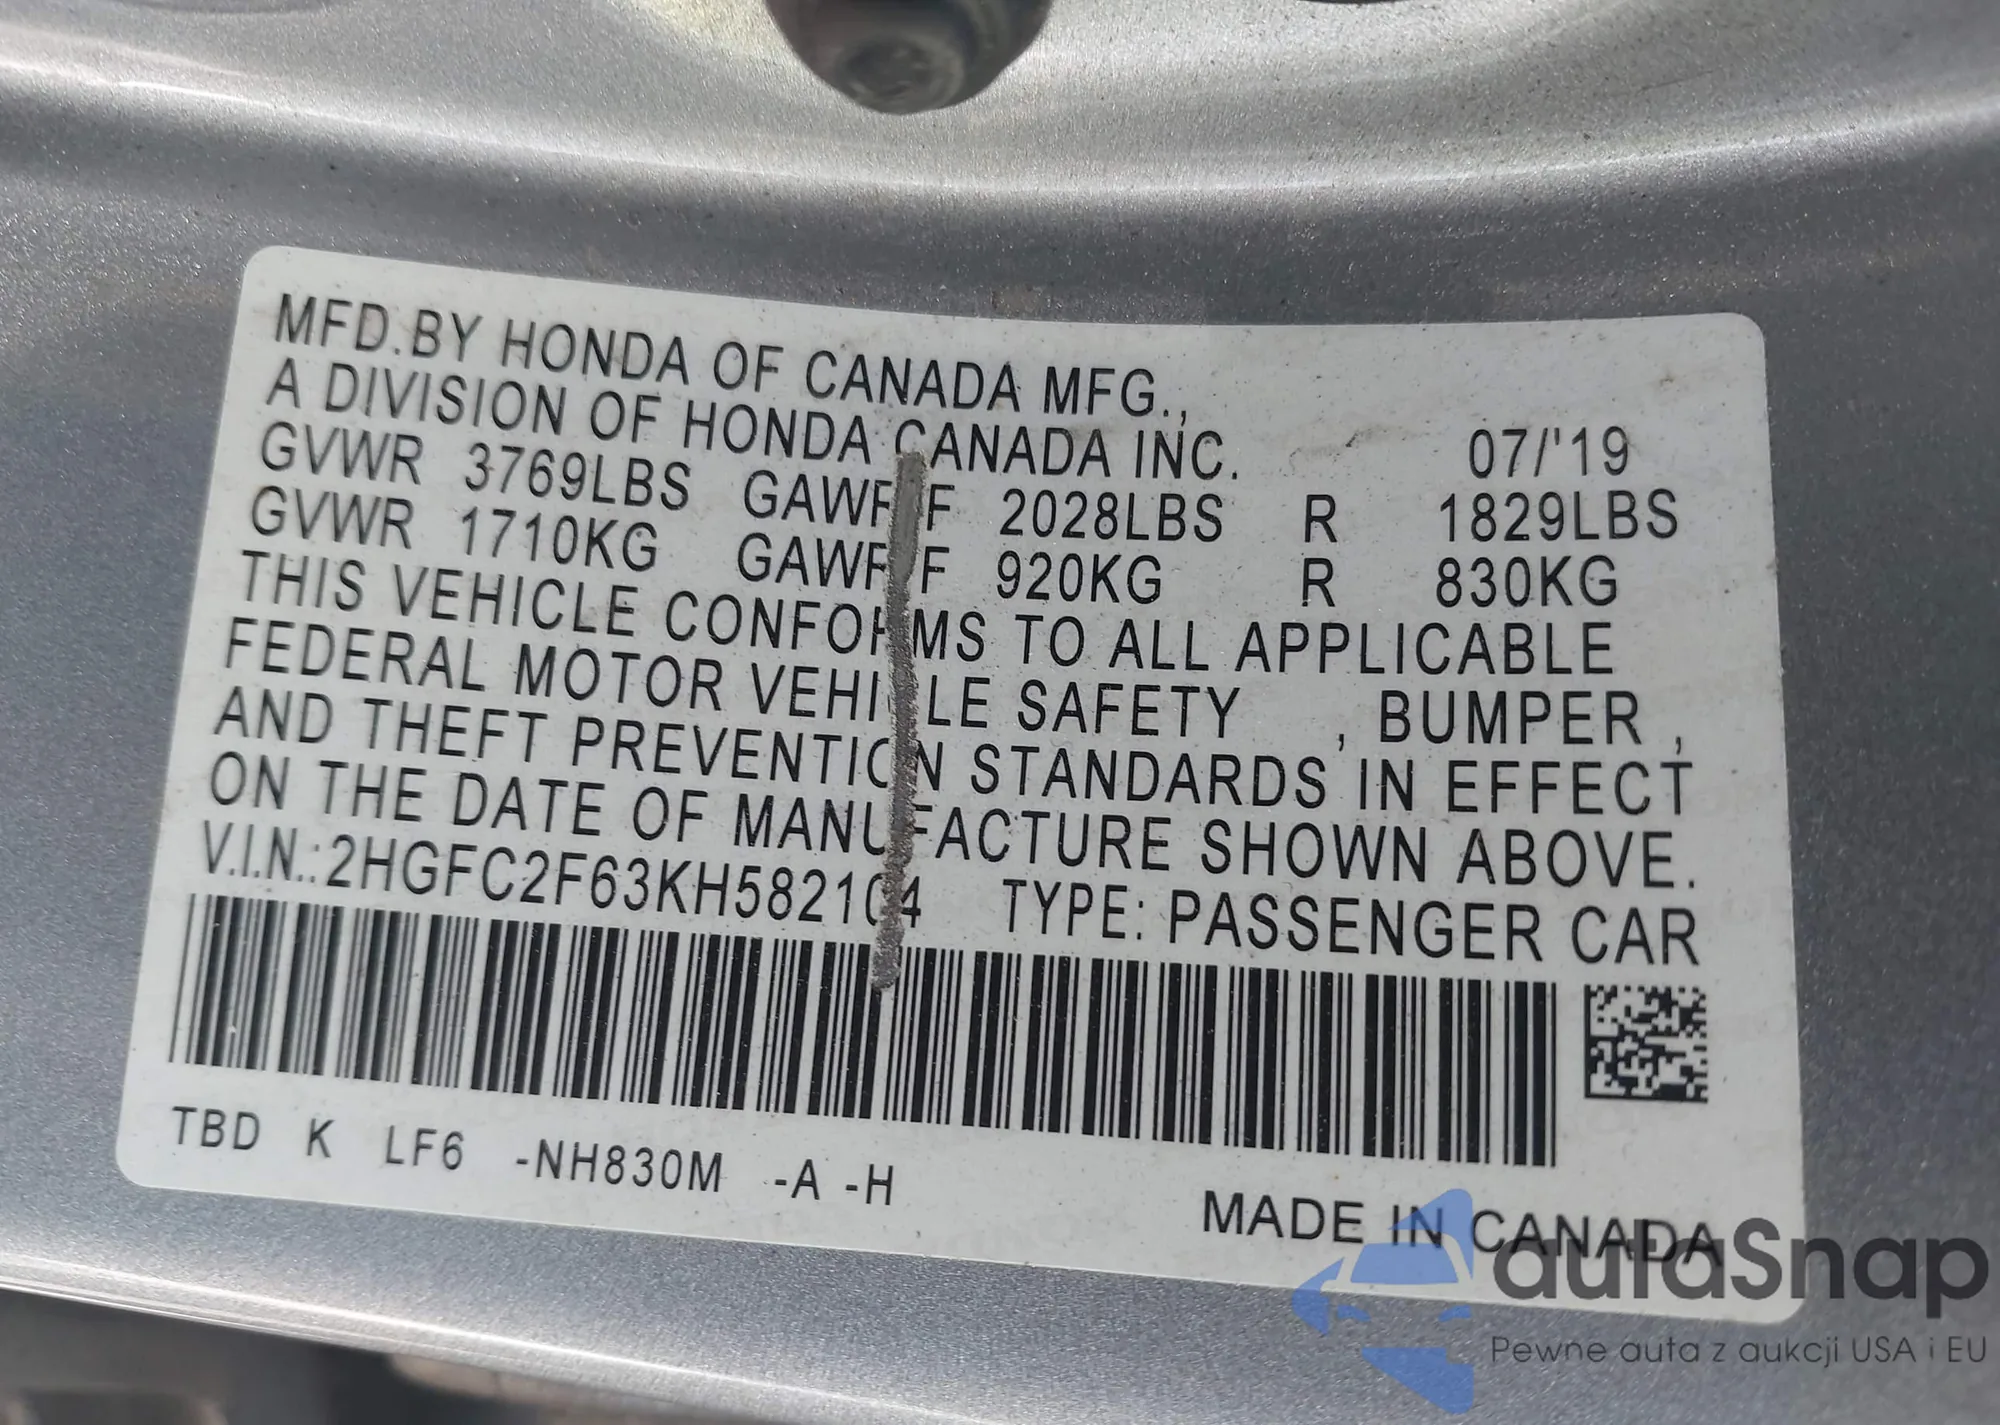 MFD.BY HONDA OF CANADA MFG.,
A DIVISION OF HONDA CANADA INC. 07/'19
GVWR 3769LBS GAWR F 2028LBS R 1829LBS
GVWR 1710KG GAWR F 920KG R 830KG
THIS VEHICLE CONFORMS TO ALL APPLICABLE
FEDERAL MOTOR VEHICLE SAFETY , BUMPER ,
AND THEFT PREVENTION STANDARDS IN EFFECT
ON THE DATE OF MANUFACTURE SHOWN ABOVE.
V.I.N.:2HGFC2F63KH582104 TYPE: PASSENGER CAR
TBD K LF6 -NH830M -A -H
MADE IN CANADA
autaSnap
Pewne auta z aukcji USA i EU